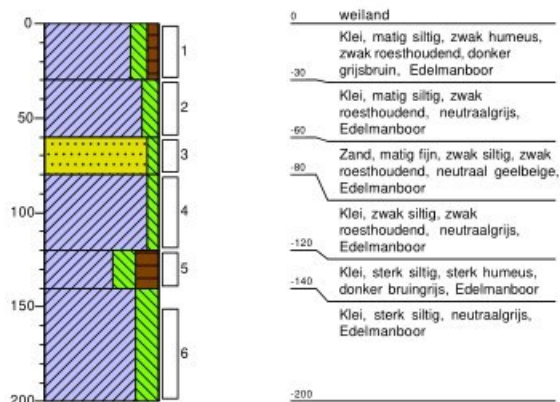 0
50
100
150
200
1
2
3
4
5
6
0 weiland
Klei, matig siltig, zwak humeus,
zwak roesthoudend, donker
grijsbruin, Edelmanboor
-30
Klei, matig siltig, zwak
roesthoudend, neutraalgrijs,
Edelmanboor
-60
Zand, matig fijn, zwak siltig, zwak
roesthoudend, neutraal geelbeige,
Edelmanboor
-80
Klei, zwak siltig, zwak
roesthoudend, neutraalgrijs,
Edelmanboor
-120
Klei, sterk siltig, sterk humeus,
donker bruingrijs, Edelmanboor
-140
Klei, sterk siltig, neutraalgrijs,
Edelmanboor
-200